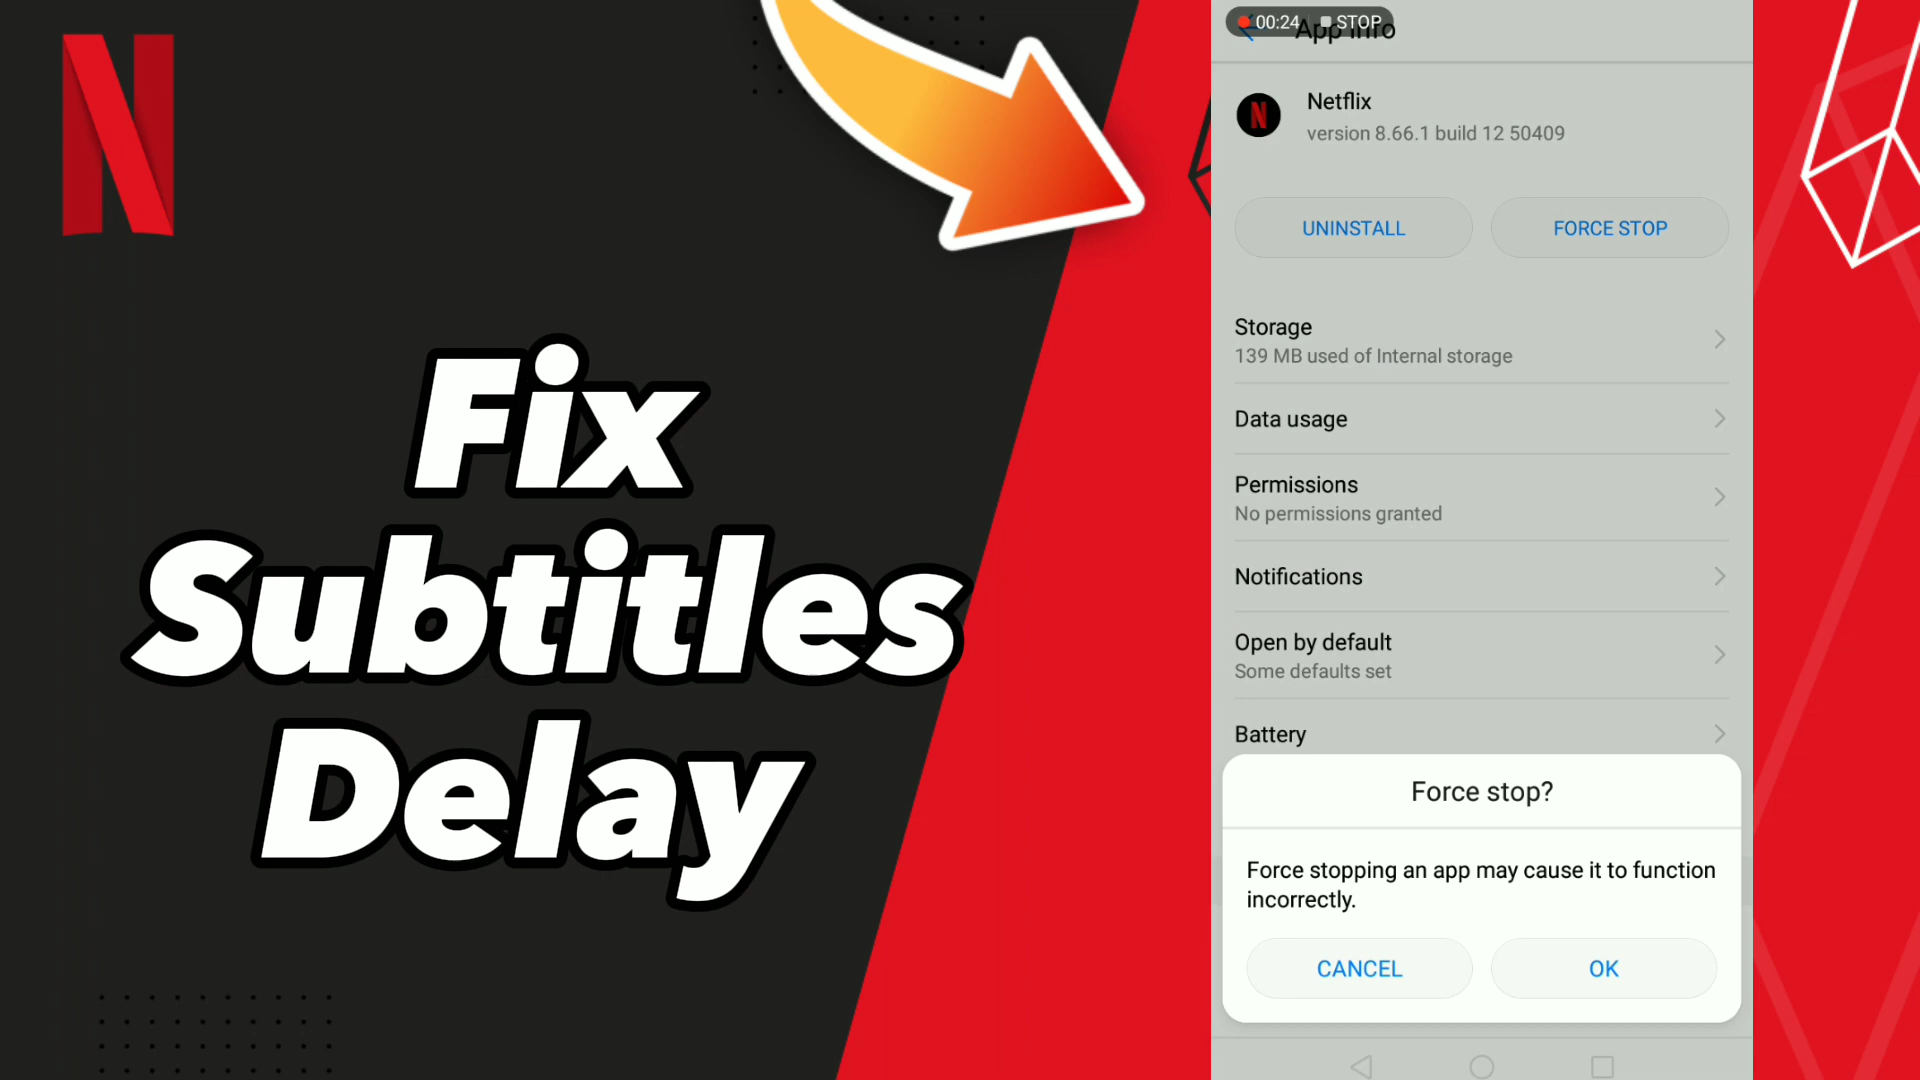 Fix
Subtitles
Delay
00:24 STOP
App info
Netflix
version 8.66.1 build 12 50409
UNINSTALL
FORCE STOP
Storage
139 MB used of Internal storage
Data usage
Permissions
No permissions granted
Notifications
Open by default
Some defaults set
Battery
Force stop?
Force stopping an app may cause it to function
incorrectly.
CANCEL
OK